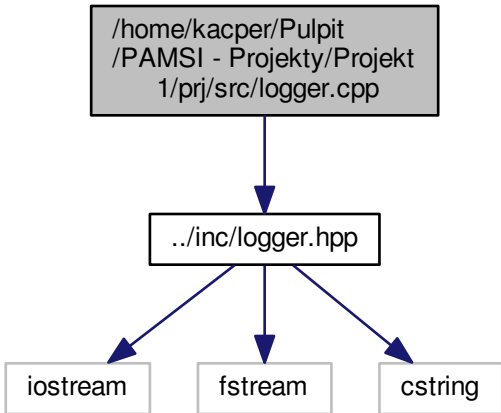 /home/kacper/Pulpit
/PAMSI - Projekty/Projekt
1/prj/src/logger.cpp
../inc/logger.hpp
iostream
fstream
cstring